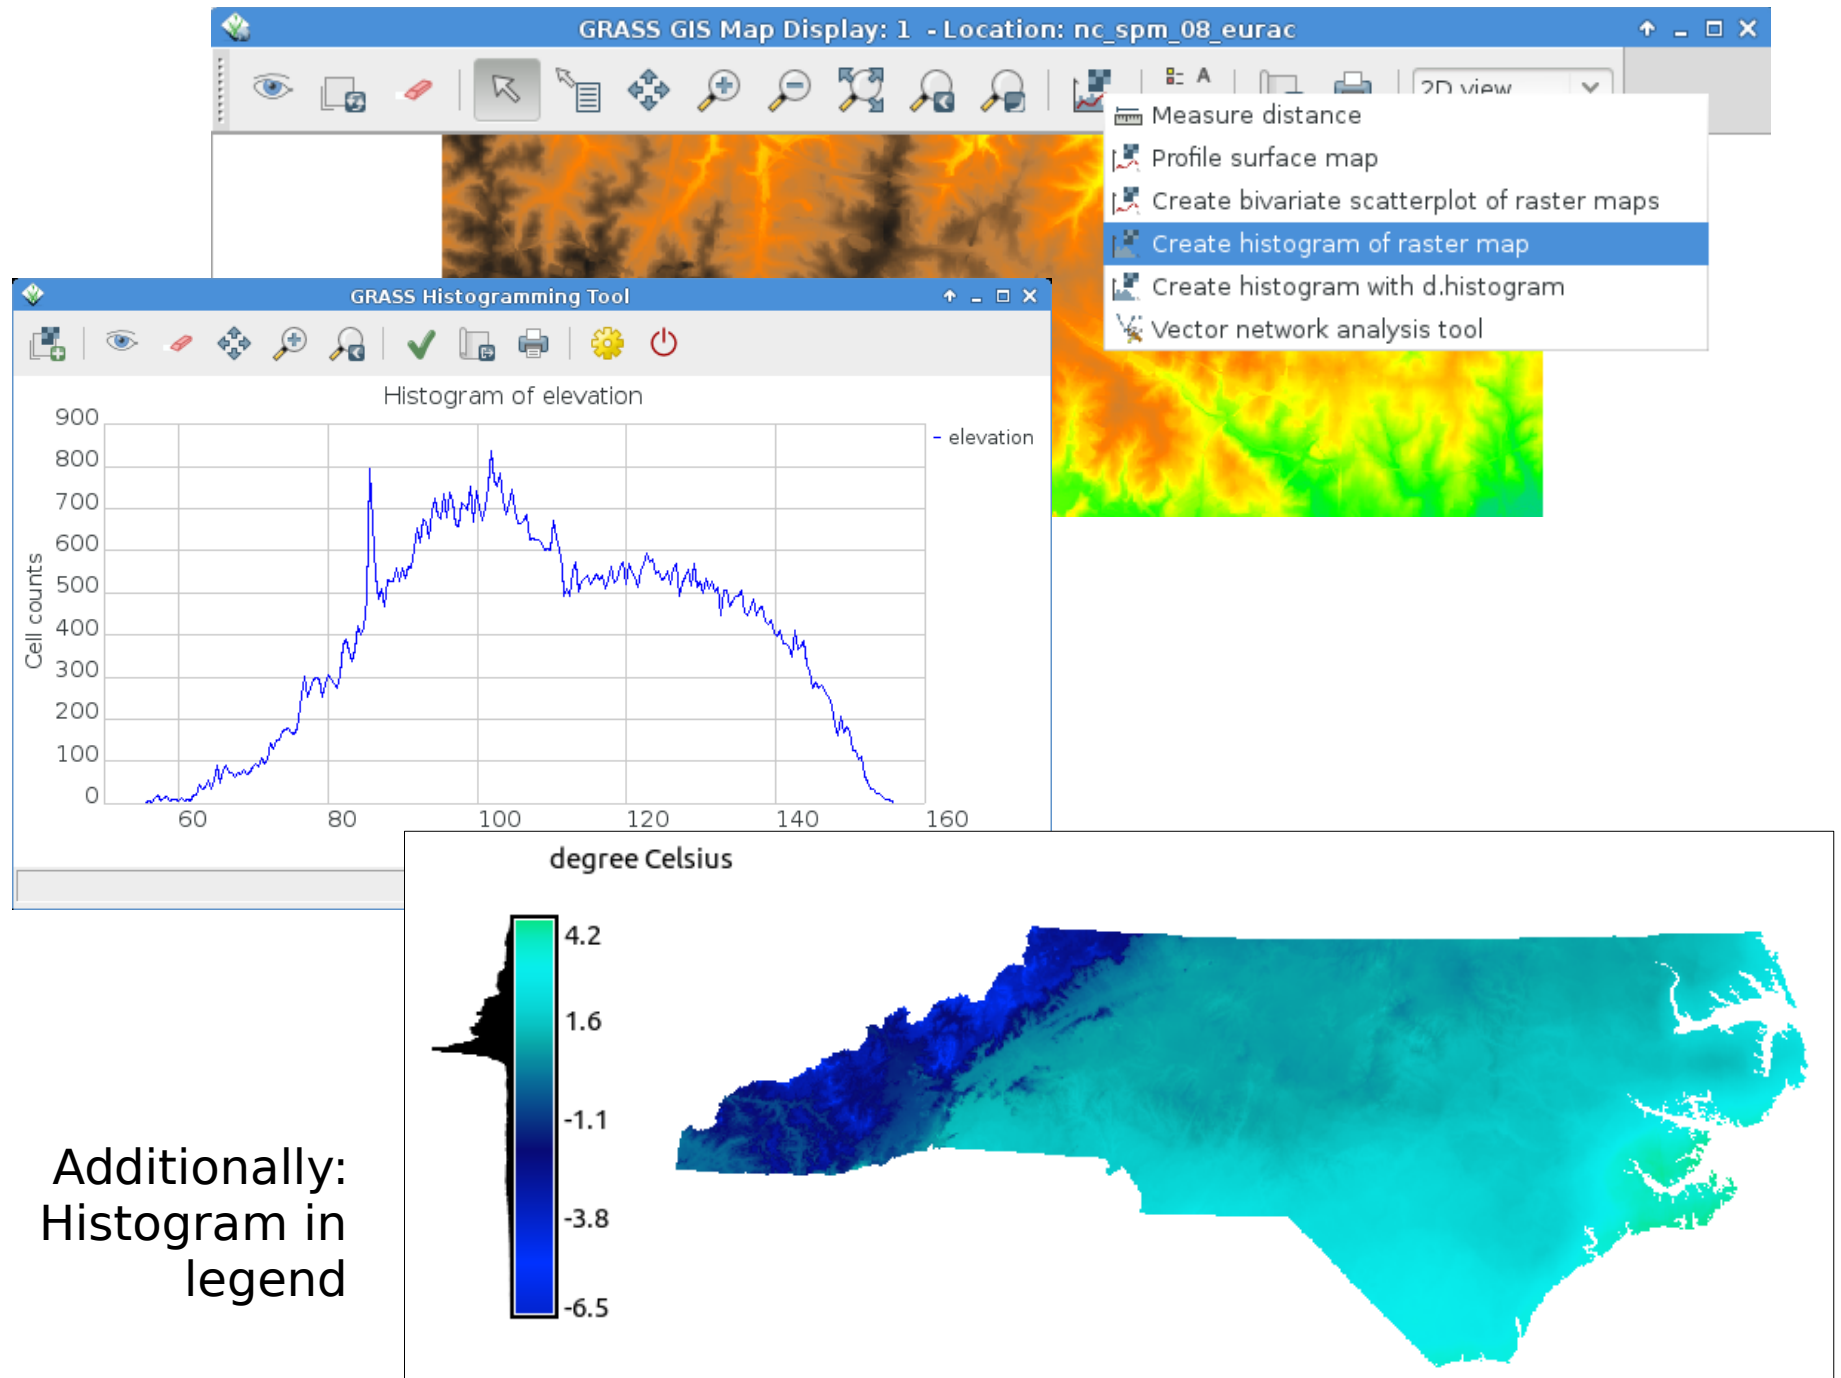 GRASS GIS Map Display: 1 - Location: nc_spm_08_eurac
A
2D view
Measure distance
Profile surface map
Create bivariate scatterplot of raster maps
Create histogram of raster map
Create histogram with d.histogram
Vector network analysis tool
GRASS Histogramming Tool
Histogram of elevation
elevation
Cell counts
900
800
700
600
500
400
300
200
100
0
60 80 100 120 140 160
degree Celsius
4.2
1.6
-1.1
-3.8
-6.5
Additionally:
Histogram in
legend